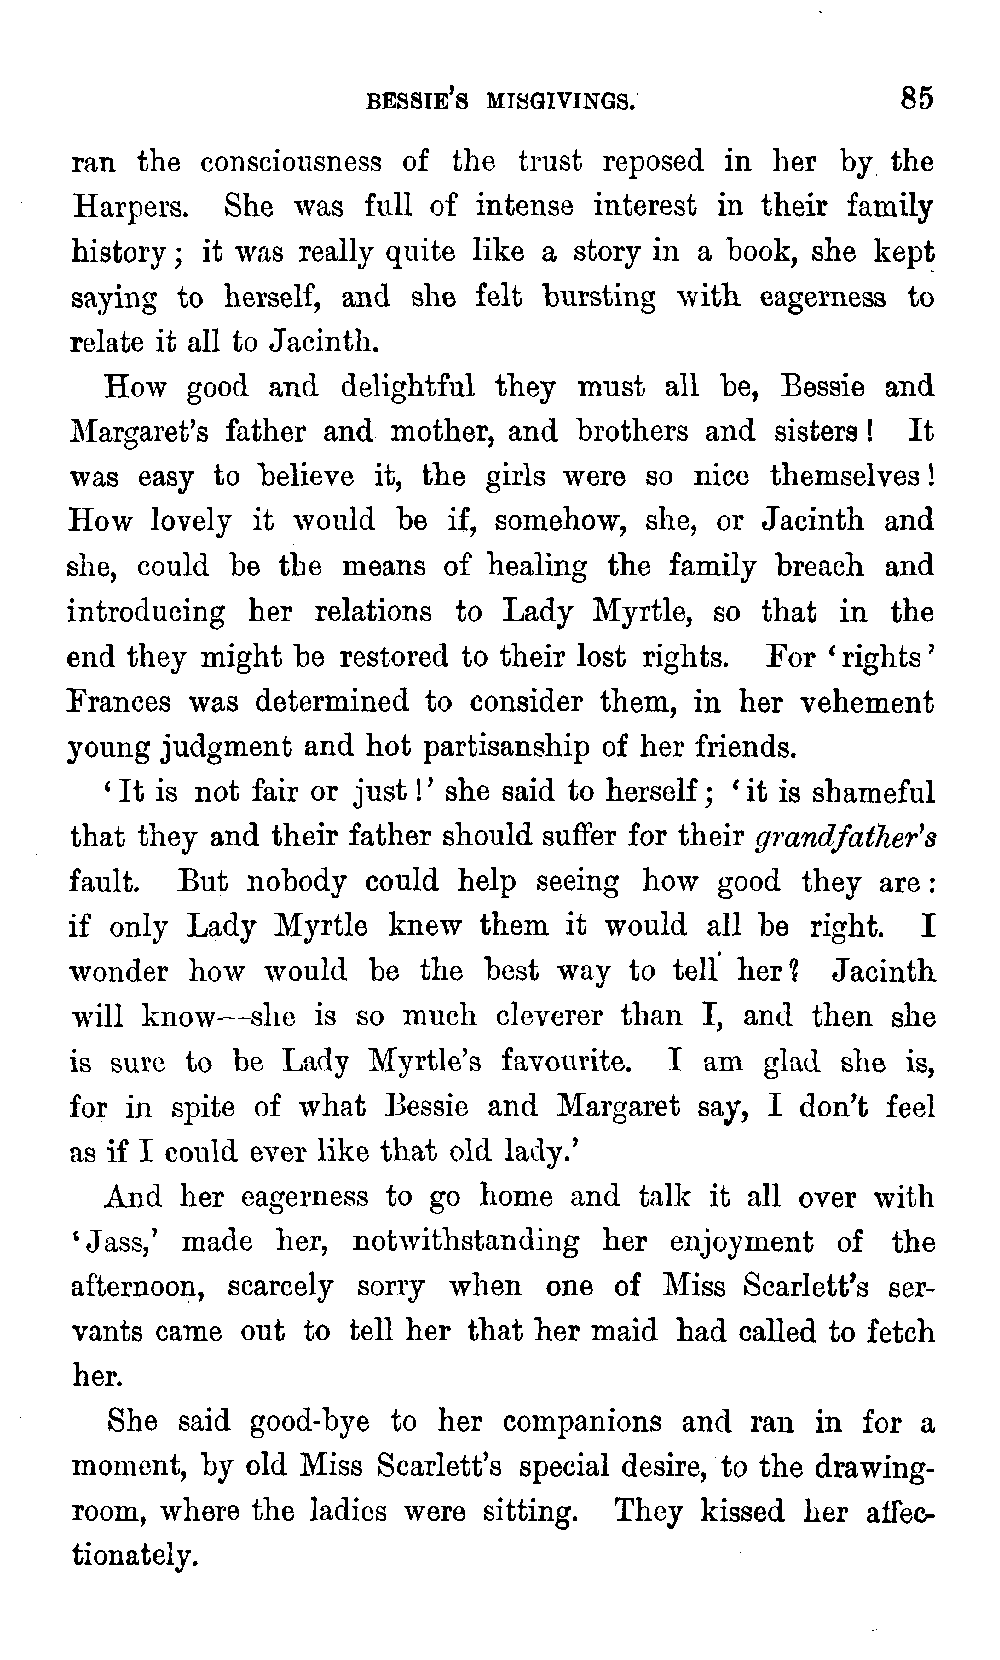 BESSIE'S MISGIVINGS. 85
ran the consciousness of the trust reposed in her by the
Harpers. She was full of intense interest in their family
history; it was really quite like a story in a book, she kept
saying to herself, and she felt bursting with eagerness to
relate it all to Jacinth.
How good and delightful they must all be, Bessie and
Margaret's father and mother, and brothers and sisters! It
was easy to believe it, the girls were so nice themselves!
How lovely it would be if, somehow, she, or Jacinth and
she, could be the means of healing the family breach and
introducing her relations to Lady Myrtle, so that in the
end they might be restored to their lost rights. For 'rights'
Frances was determined to consider them, in her vehement
young judgment and hot partisanship of her friends.
'It is not fair or just!' she said to herself; 'it is shameful
that they and their father should suffer for their grandfather's
fault. But nobody could help seeing how good they are:
if only Lady Myrtle knew them it would all be right. I
wonder how would be the best way to tell her? Jacinth
will know—she is so much cleverer than I, and then she
is sure to be Lady Myrtle's favourite. I am glad she is,
for in spite of what Bessie and Margaret say, I don't feel
as if I could ever like that old lady.'
And her eagerness to go home and talk it all over with
'Jass,' made her, notwithstanding her enjoyment of the
afternoon, scarcely sorry when one of Miss Scarlett's ser-
vants came out to tell her that her maid had called to fetch
her.
She said good-bye to her companions and ran in for a
moment, by old Miss Scarlett's special desire, to the drawing-
room, where the ladies were sitting. They kissed her affec-
tionately.